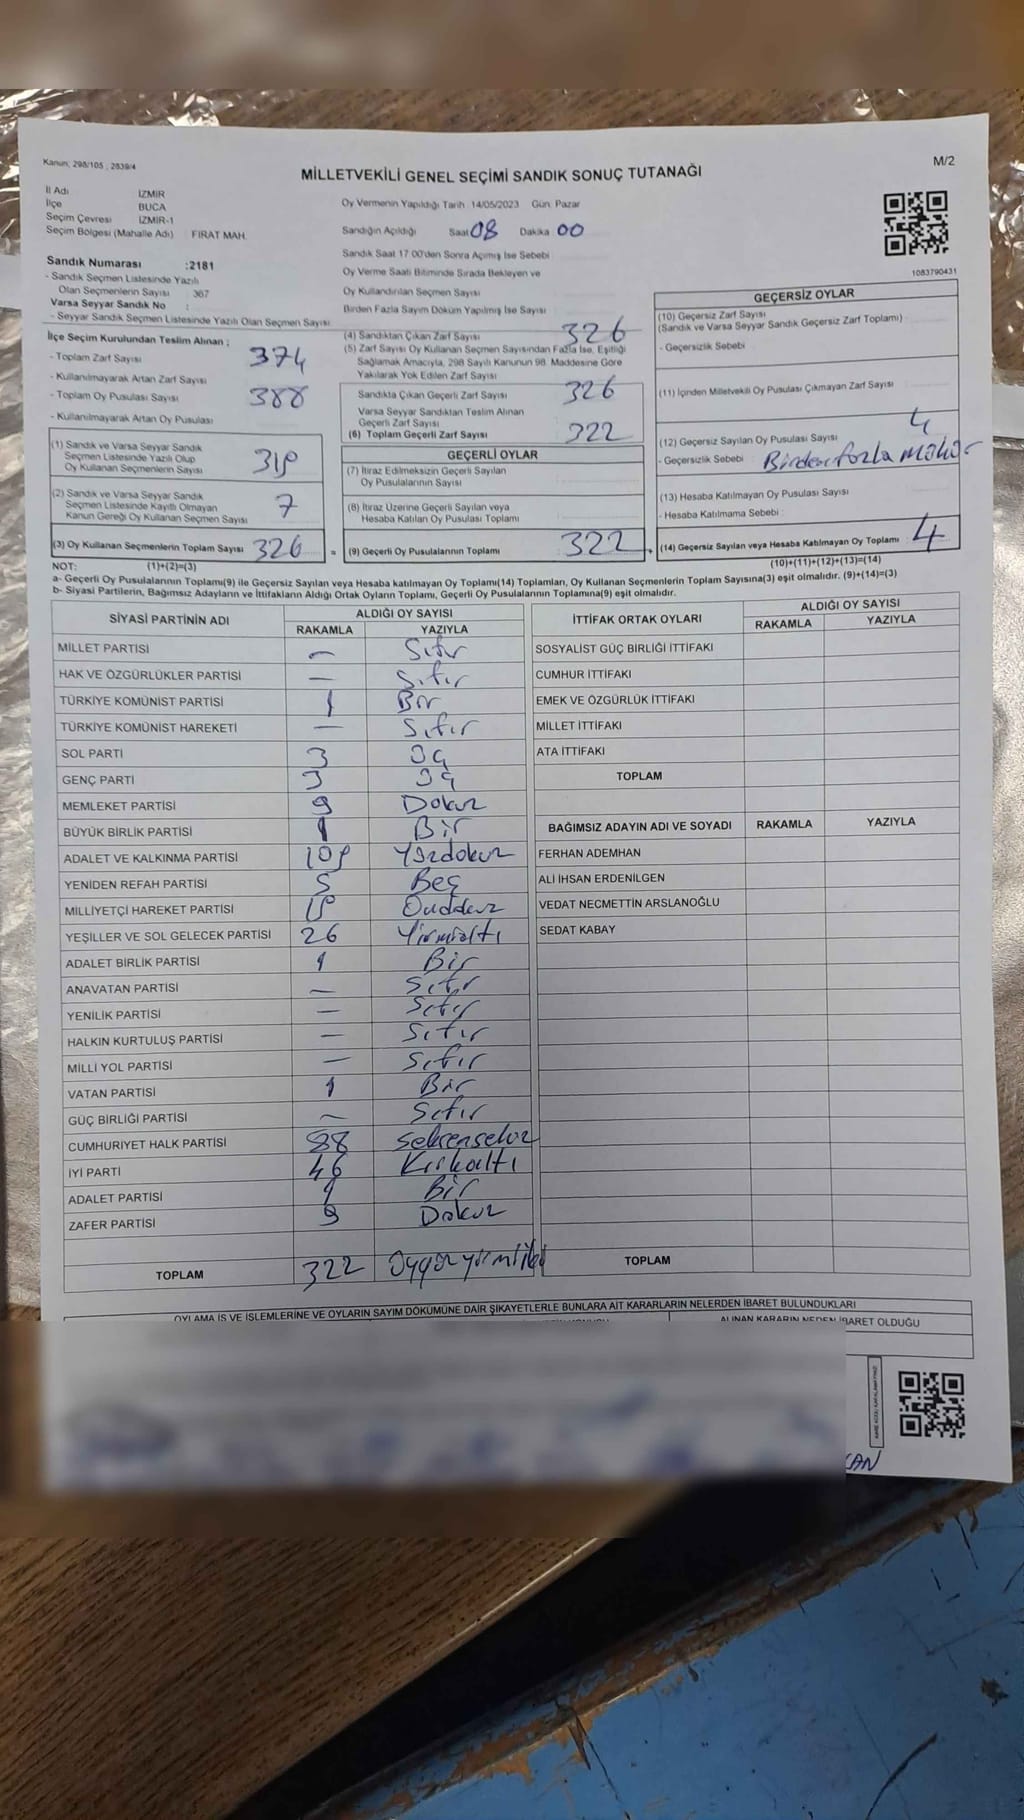 Kanun; 298/105 , 2839/4
MİLLETVEKİLİ GENEL SEÇİMİ SANDIK SONUÇ TUTANAĞI
M/2
İl Adı İZMİR
İlçe BUCA
Seçim Çevresi İZMİR-1
Seçim Bölgesi (Mahalle Adı) : FIRAT MAH.
Sandık Numarası :2181
- Sandık Seçmen Listesinde Yazılı
Olan Seçmenlerin Sayısı : 367
Varsa Seyyar Sandık No :
- Seyyar Sandık Seçmen Listesinde Yazılı Olan Seçmen Sayısı
İlçe Seçim Kurulundan Teslim Alınan ;
- Toplam Zarf Sayısı 374
- Kullanılmayarak Artan Zarf Sayısı
- Toplam Oy Pusulası Sayısı 388
- Kullanılmayarak Artan Oy Pusulası
(1) Sandık ve Varsa Seyyar Sandık
Seçmen Listesinde Yazılı Olup
Oy Kullanan Seçmenlerin Sayısı 319
(2) Sandık ve Varsa Seyyar Sandık
Seçmen Listesinde Kayıtlı Olmayan
Kanun Gereği Oy Kullanan Seçmen Sayısı 7
(3) Oy Kullanan Seçmenlerin Toplam Sayısı 326 =
Oy Vermenin Yapıldığı Tarih :14/05/2023 Gün: Pazar
Sandığın Açıldığı Saat 08 Dakika 00
Sandık Saat 17.00'den Sonra Açımış İse Sebebi
Oy Verme Saati Bitiminde Sırada Bekleyen ve
Oy Kullandırılan Seçmen Sayısı
Birden Fazla Sayım Döküm Yapılmış İse Sayısı
(4) Sandıktan Çıkan Zarf Sayısı 326
(5) Zarf Sayısı Oy Kullanan Seçmen Sayısından Fazla İse, Eşitliği
Sağlamak Amacıyla, 298 Sayılı Kanunun 98. Maddesine Göre
Yakılarak Yok Edilen Zarf Sayısı
Sandıkta Çıkan Geçerli Zarf Sayısı 326
Varsa Seyyar Sandıktan Teslim Alınan
Geçerli Zarf Sayısı
(6) Toplam Geçerli Zarf Sayısı 322
GEÇERLİ OYLAR
(7) İtiraz Edilmeksizin Geçerli Sayılan
Oy Pusulalarının Sayısı
(8) İtiraz Üzerine Geçerli Sayılan veya
Hesaba Katılan Oy Pusulası Toplamı
(9) Geçerli Oy Pusulalarının Toplamı 322 +
1083790431
GEÇERSİZ OYLAR
(10) Geçersiz Zarf Sayısı
(Sandık ve Varsa Seyyar Sandık Geçersiz Zarf Toplamı)
- Geçersizlik Sebebi
(11) İçinden Milletvekili Oy Pusulası Çıkmayan Zarf Sayısı
(12) Geçersiz Sayılan Oy Pusulası Sayısı 4
- Geçersizlik Sebebi Birden fazla mühür
(13) Hesaba Katılmayan Oy Pusulası Sayısı
- Hesaba Katılmama Sebebi
(14) Geçersiz Sayılan veya Hesaba Katılmayan Oy Toplamı 4
NOT: (1)+(2)=(3)
(10)+(11)+(12)+(13)=(14)
a- Geçerli Oy Pusulalarının Toplamı(9) ile Geçersiz Sayılan veya Hesaba katılmayan Oy Toplamı(14) Toplamları, Oy Kullanan Seçmenlerin Toplam Sayısına(3) eşit olmalıdır. (9)+(14)=(3)
b- Siyasi Partilerin, Bağımsız Adayların ve İttifakların Aldığı Ortak Oyların Toplamı, Geçerli Oy Pusulalarının Toplamına(9) eşit olmalıdır.
SİYASİ PARTİNİN ADI ALDIĞI OY SAYISI
RAKAMLA YAZIYLA
MİLLET PARTİSİ — Sıfır
HAK VE ÖZGÜRLÜKLER PARTİSİ — Sıfır
TÜRKİYE KOMÜNİST PARTİSİ 1 Bir
TÜRKİYE KOMÜNİST HAREKETİ — Sıfır
SOL PARTİ 3 Üç
GENÇ PARTİ 3 Üç
MEMLEKET PARTİSİ 9 Dokuz
BÜYÜK BİRLİK PARTİSİ 1 Bir
ADALET VE KALKINMA PARTİSİ 109 Yüzdokuz
YENİDEN REFAH PARTİSİ 5 Beş
MİLLİYETÇİ HAREKET PARTİSİ 19
YEŞİLLER VE SOL GELECEK PARTİSİ 26 Yirmialtı
ADALET BİRLİK PARTİSİ 1 Bir
ANAVATAN PARTİSİ — Sıfır
YENİLİK PARTİSİ — Sıfır
HALKIN KURTULUŞ PARTİSİ — Sıfır
MİLLİ YOL PARTİSİ — Sıfır
VATAN PARTİSİ 1 Bir
GÜÇ BİRLİĞİ PARTİSİ — Sıfır
CUMHURİYET HALK PARTİSİ 88 Seksensekiz
İYİ PARTİ 46 Kırkaltı
ADALET PARTİSİ 1 Bir
ZAFER PARTİSİ 9 Dokuz
TOPLAM 322 Üçyüzyirmiiki
İTTİFAK ORTAK OYLARI ALDIĞI OY SAYISI
RAKAMLA YAZIYLA
SOSYALİST GÜÇ BİRLİĞİ İTTİFAKI
CUMHUR İTTİFAKI
EMEK VE ÖZGÜRLÜK İTTİFAKI
MİLLET İTTİFAKI
ATA İTTİFAKI
TOPLAM
BAĞIMSIZ ADAYIN ADI VE SOYADI RAKAMLA YAZIYLA
FERHAN ADEMHAN
ALİ İHSAN ERDENİLGEN
VEDAT NECMETTİN ARSLANOĞLU
SEDAT KABAY
TOPLAM
OYLAMA İŞ VE İŞLEMLERİNE VE OYLARIN SAYIM DÖKÜMÜNE DAİR ŞİKAYETLERLE BUNLARA AİT KARARLARIN NELERDEN İBARET BULUNDUKLARI
ALINAN KARARIN NEDEN İBARET OLDUĞU